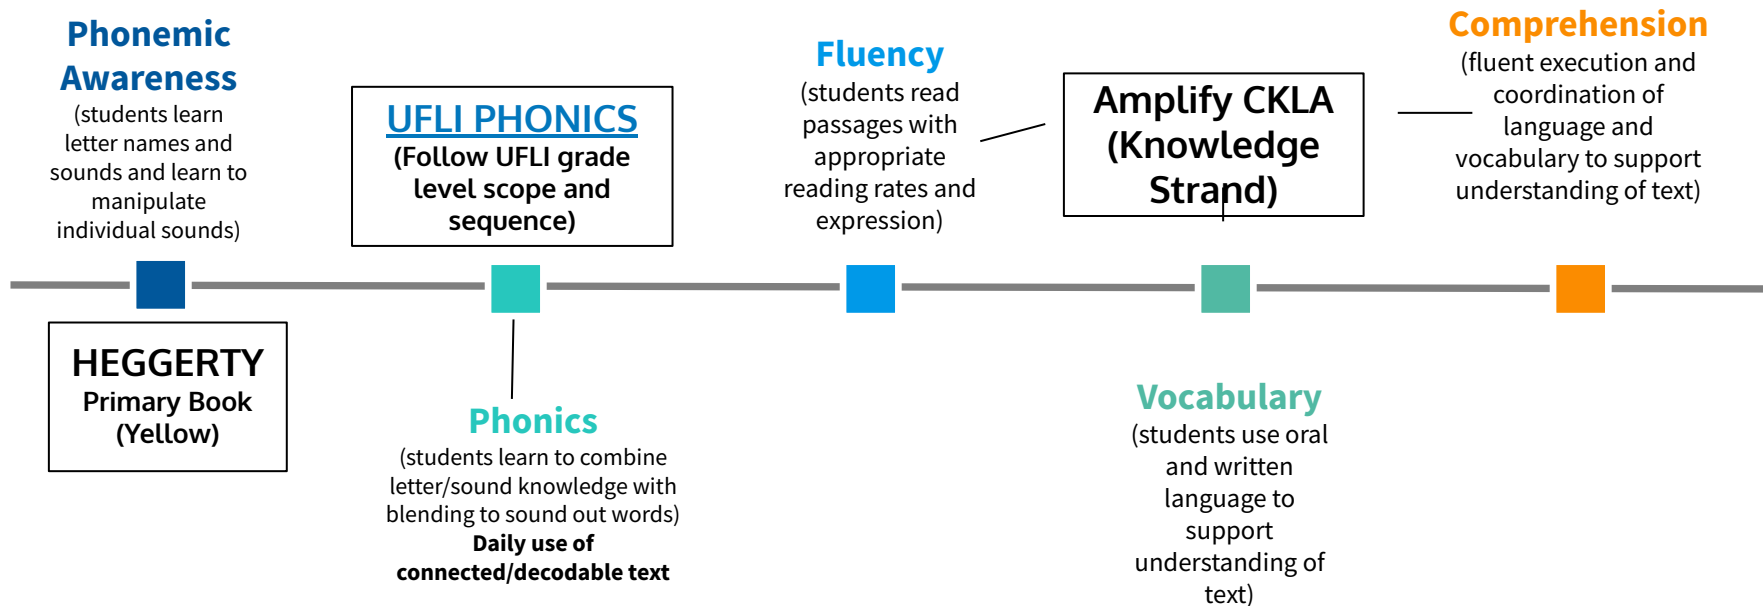 Phonemic
Awareness
(students learn
letter names and
sounds and learn to
manipulate
individual sounds)
HEGGERTY
Primary Book
(Yellow)
UFLI PHONICS
(Follow UFLI grade
level scope and
sequence)
Phonics
(students learn to combine
letter/sound knowledge with
blending to sound out words)
Daily use of
connected/decodable text
Fluency
(students read
passages with
appropriate
reading rates and
expression)
Amplify CKLA
(Knowledge
Strand)
Vocabulary
(students use oral
and written
language to
support
understanding of
text)
Comprehension
(fluent execution and
coordination of
language and
vocabulary to support
understanding of text)